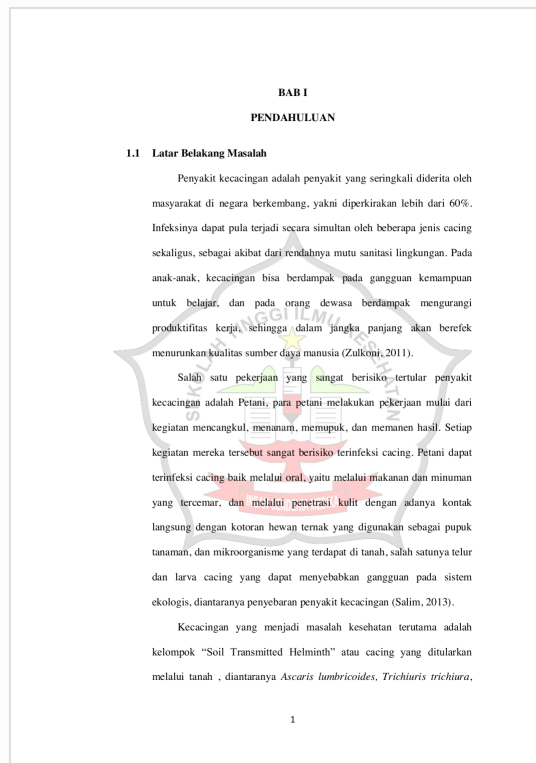 BAB I
PENDAHULUAN
1.1 Latar Belakang Masalah
Penyakit kecacingan adalah penyakit yang seringkali diderita oleh
masyarakat di negara berkembang, yakni diperkirakan lebih dari 60%.
Infeksinya dapat pula terjadi secara simultan oleh beberapa jenis cacing
sekaligus, sebagai akibat dari rendahnya mutu sanitasi lingkungan. Pada
anak-anak, kecacingan bisa berdampak pada gangguan kemampuan
untuk belajar, dan pada orang dewasa berdampak mengurangi
produktifitas kerja, sehingga dalam jangka panjang akan berefek
menurunkan kualitas sumber daya manusia (Zulkoni, 2011).
Salah satu pekerjaan yang sangat berisiko tertular penyakit
kecacingan adalah Petani, para petani melakukan pekerjaan mulai dari
kegiatan mencangkul, menanam, memupuk, dan memanen hasil. Setiap
kegiatan mereka tersebut sangat berisiko terinfeksi cacing. Petani dapat
terinfeksi cacing baik melalui oral, yaitu melalui makanan dan minuman
yang tercemar, dan melalui penetrasi kulit dengan adanya kontak
langsung dengan kotoran hewan ternak yang digunakan sebagai pupuk
tanaman, dan mikroorganisme yang terdapat di tanah, salah satunya telur
dan larva cacing yang dapat menyebabkan gangguan pada sistem
ekologis, diantaranya penyebaran penyakit kecacingan (Salim, 2013).
Kecacingan yang menjadi masalah kesehatan terutama adalah
kelompok “Soil Transmitted Helminth” atau cacing yang ditularkan
melalui tanah , diantaranya Ascaris lumbricoides, Trichiuris trichiura,
1
SEKOLAH TINGGI ILMU KESEHATAN